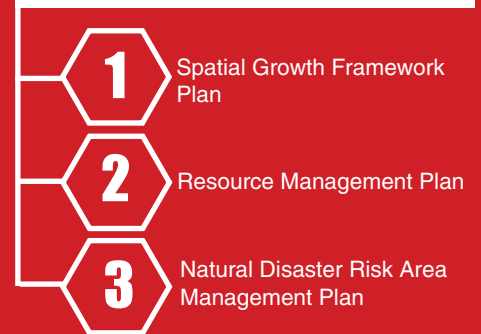 1
Spatial Growth Framework
Plan
2
Resource Management Plan
3
Natural Disaster Risk Area
Management Plan